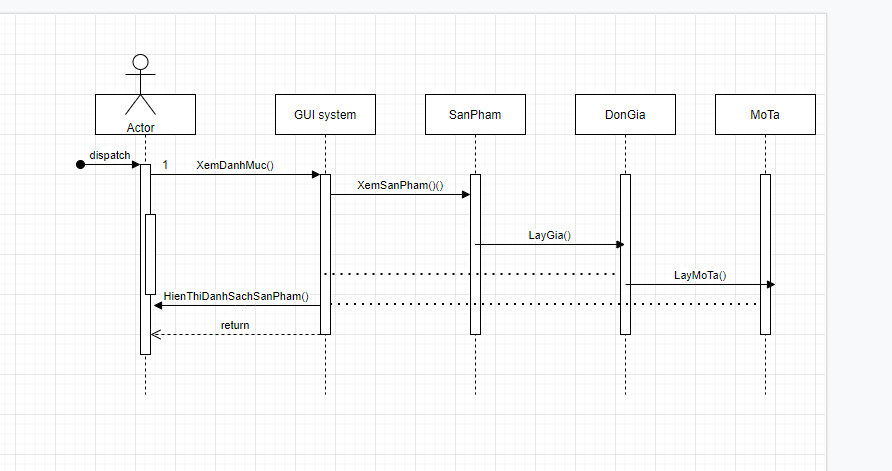 Actor
GUI system
SanPham
DonGia
MoTa
dispatch
1
XemDanhMuc()
XemSanPham()()
LayGia()
LayMoTa()
HienThiDanhSachSanPham()
return